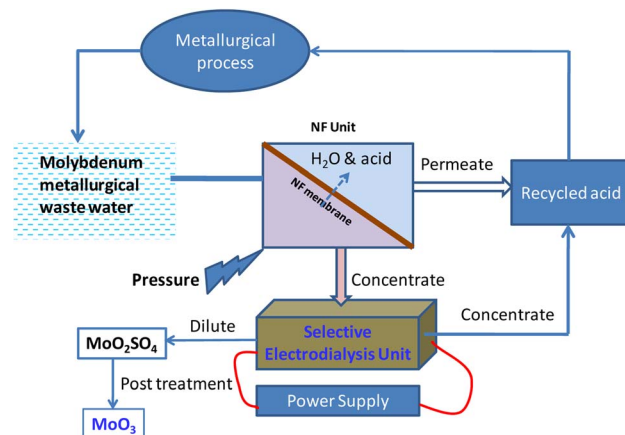 Metallurgical
process
NF Unit
H₂O & acid
NF membrane
Permeate
Molybdenum
metallurgical
waste water
Recycled acid
Pressure
Concentrate
Selective
Electrodialysis Unit
Concentrate
Dilute
MoO₂SO₄
Post treatment
Power Supply
MoO₃